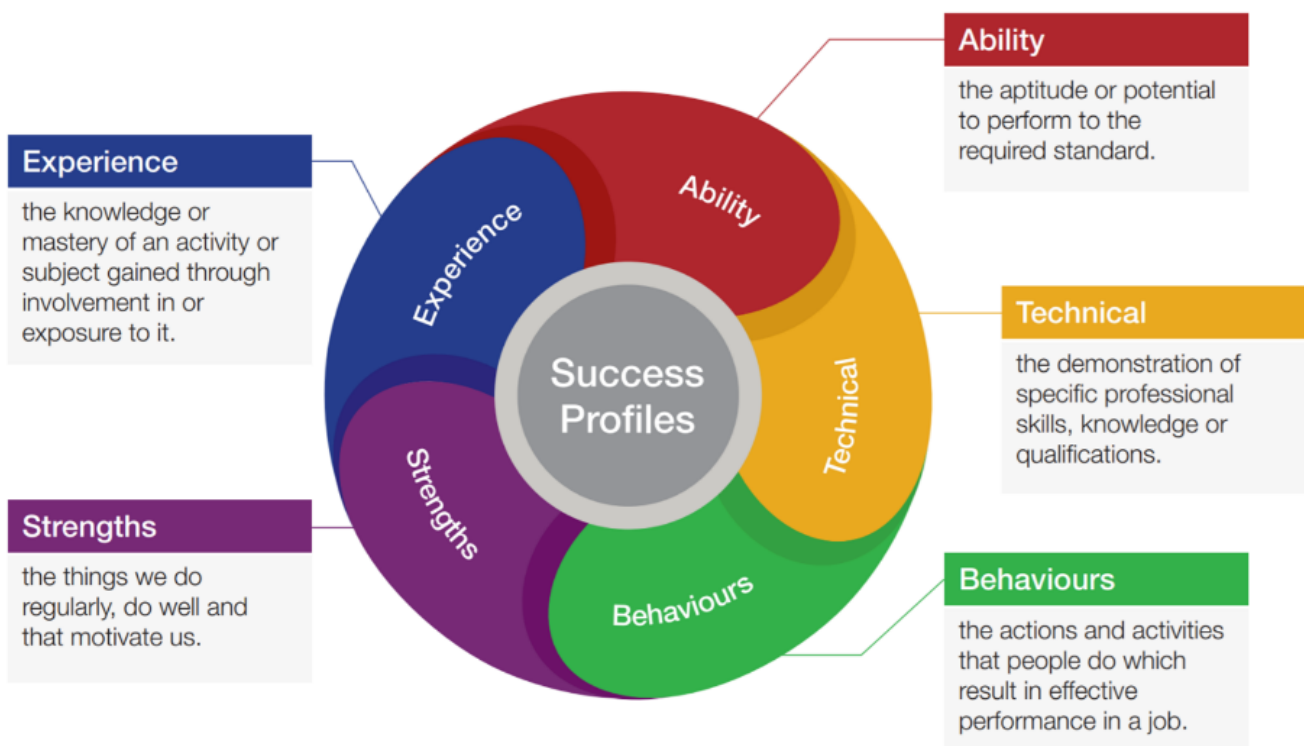 Ability
the aptitude or potential
to perform to the
required standard.
Experience
the knowledge or
mastery of an activity or
subject gained through
involvement in or
exposure to it.
Technical
the demonstration of
specific professional
skills, knowledge or
qualifications.
Strengths
the things we do
regularly, do well and
that motivate us.
Behaviours
the actions and activities
that people do which
result in effective
performance in a job.
Success
Profiles
Ability
Technical
Behaviours
Strengths
Experience